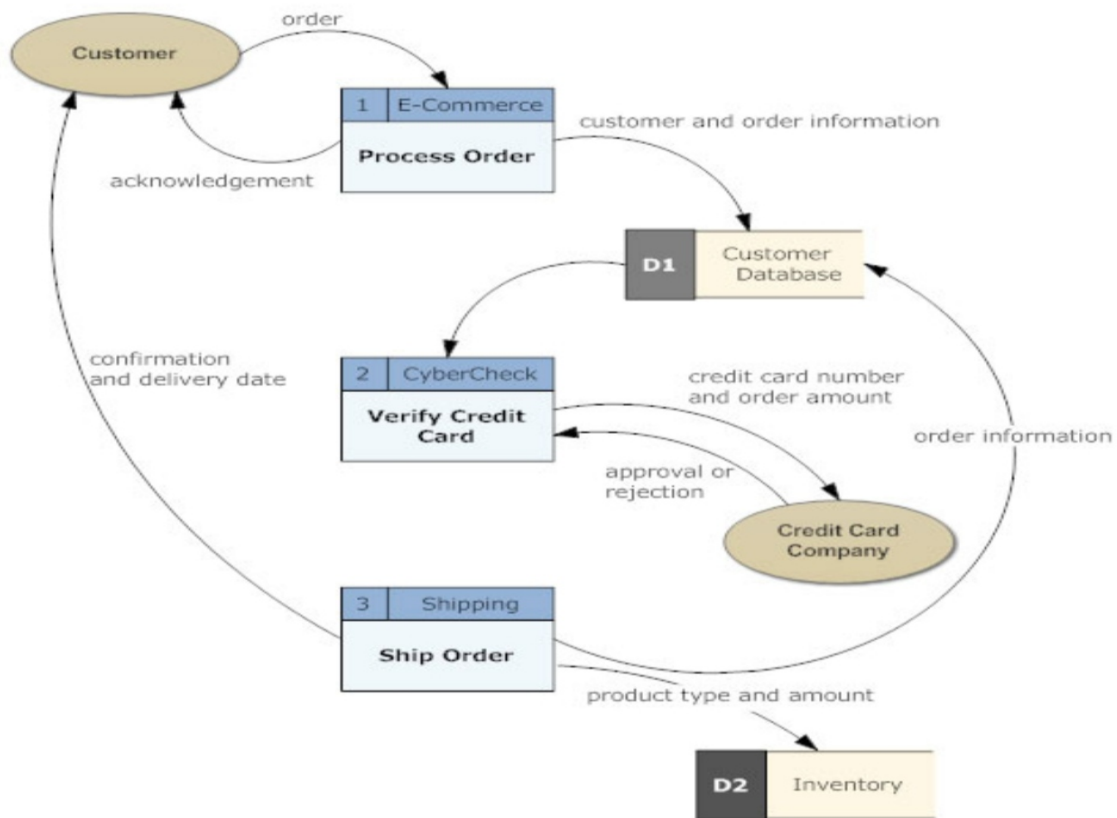 order
Customer
1 E-Commerce
Process Order
customer and order information
acknowledgement
D1
Customer
Database
confirmation
and delivery date
2 CyberCheck
Verify Credit
Card
credit card number
and order amount
order information
approval or
rejection
Credit Card
Company
3 Shipping
Ship Order
product type and amount
D2 Inventory